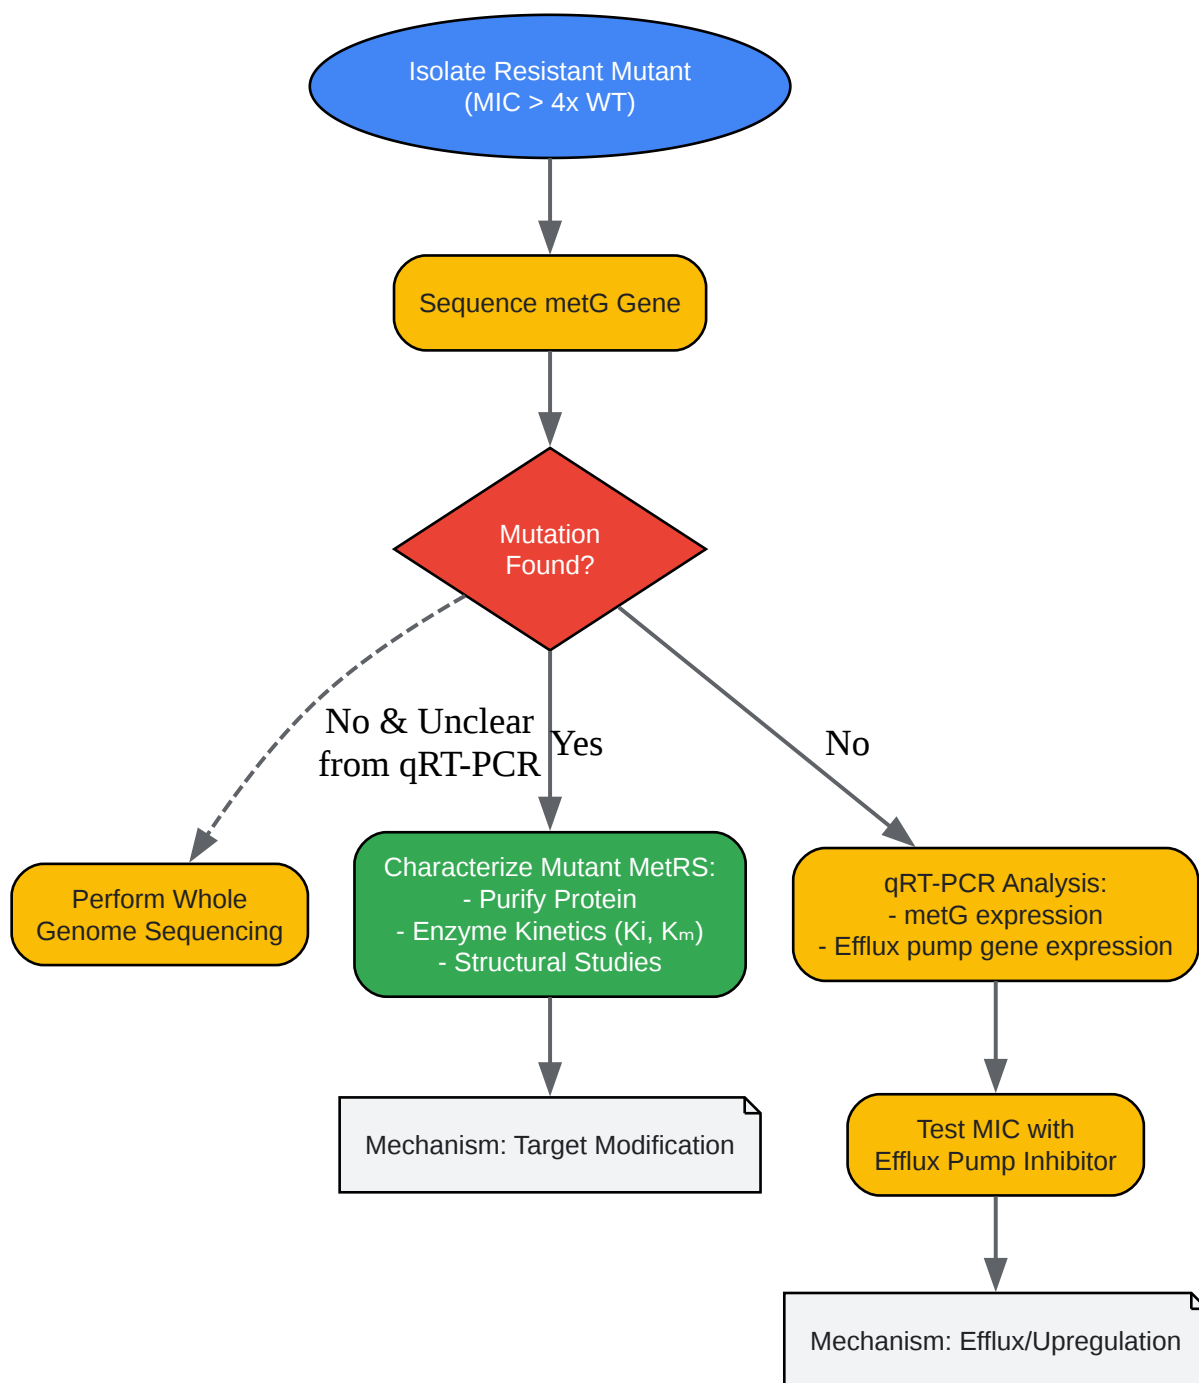 Isolate Resistant Mutant
(MIC > 4x WT)
Sequence metG Gene
Mutation
Found?
No & Unclear
from qRT-PCR
Yes
No
Perform Whole
Genome Sequencing
Characterize Mutant MetRS:
- Purify Protein
- Enzyme Kinetics (Ki, Kₘ)
- Structural Studies
qRT-PCR Analysis:
- metG expression
- Efflux pump gene expression
Mechanism: Target Modification
Test MIC with
Efflux Pump Inhibitor
Mechanism: Efflux/Upregulation